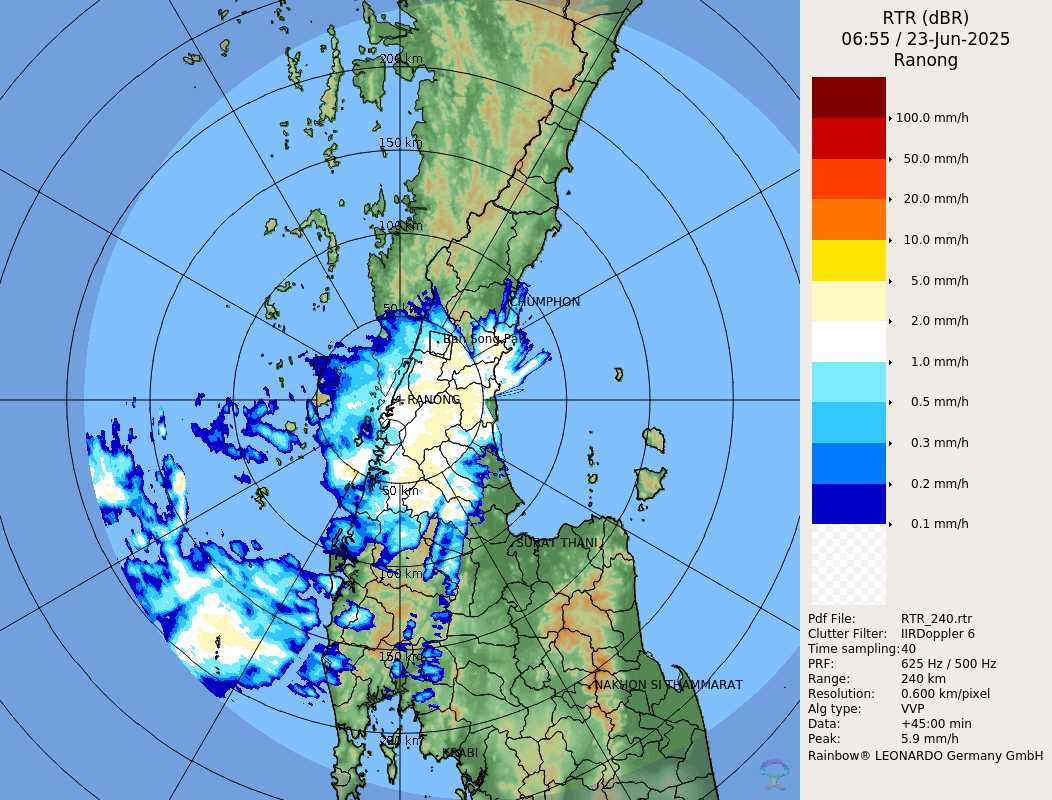 RTR (dBR)
06:55 / 23-Jun-2025
Ranong
200 km
150 km
100 km
50 km
CHUMPHON
Ban Song Pa
RANONG
50 km
SURAT THANI
100 km
150 km
NAKHON SI THAMMARAT
200 km
KRABI
100.0 mm/h
50.0 mm/h
20.0 mm/h
10.0 mm/h
5.0 mm/h
2.0 mm/h
1.0 mm/h
0.5 mm/h
0.3 mm/h
0.2 mm/h
0.1 mm/h
Pdf File: RTR_240.rtr
Clutter Filter: IIRDoppler 6
Time sampling:40
PRF: 625 Hz / 500 Hz
Range: 240 km
Resolution: 0.600 km/pixel
Alg type: VVP
Data: +45:00 min
Peak: 5.9 mm/h
Rainbow® LEONARDO Germany GmbH